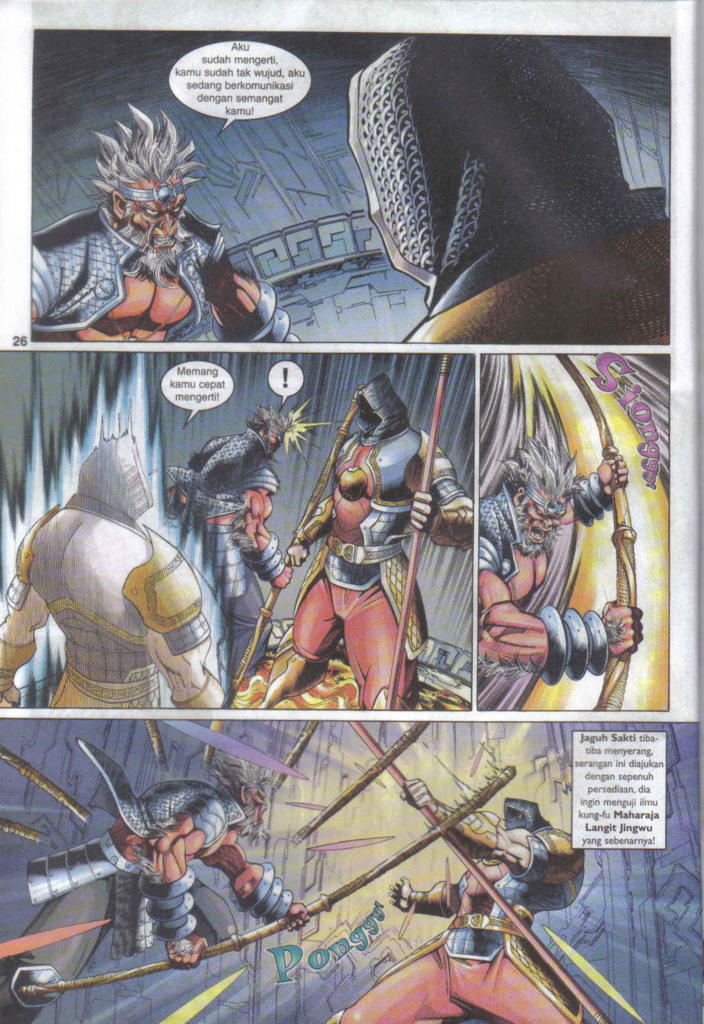 Aku
sudah mengerti,
kamu sudah tak wujud, aku
sedang berkomunikasi
dengan semangat
kamu!
26
Memang
kamu cepat
mengerti!
!
Sionggg!
Jaguh Sakti tiba-
tiba menyerang,
serangan ini diajukan
dengan sepenuh
persediaan, dia
ingin menguji ilmu
kung-fu Maharaja
Langit Jingwu
yang sebenarnya!
Ponggg!